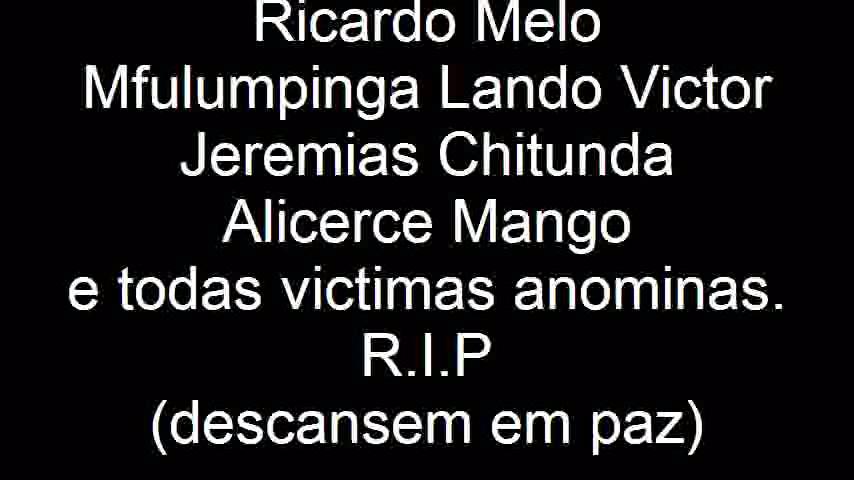 Ricardo Melo
Mfulumpinga Lando Victor
Jeremias Chitunda
Alicerce Mango
e todas victimas anominas.
R.I.P
(descansem em paz)